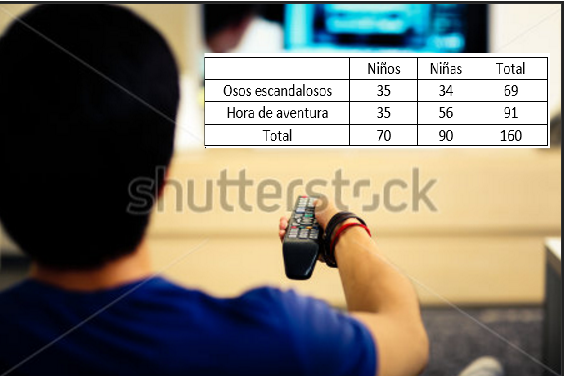 Niños Niñas Total
Osos escandalosos 35 34 69
Hora de aventura 35 56 91
Total 70 90 160
shutterstock